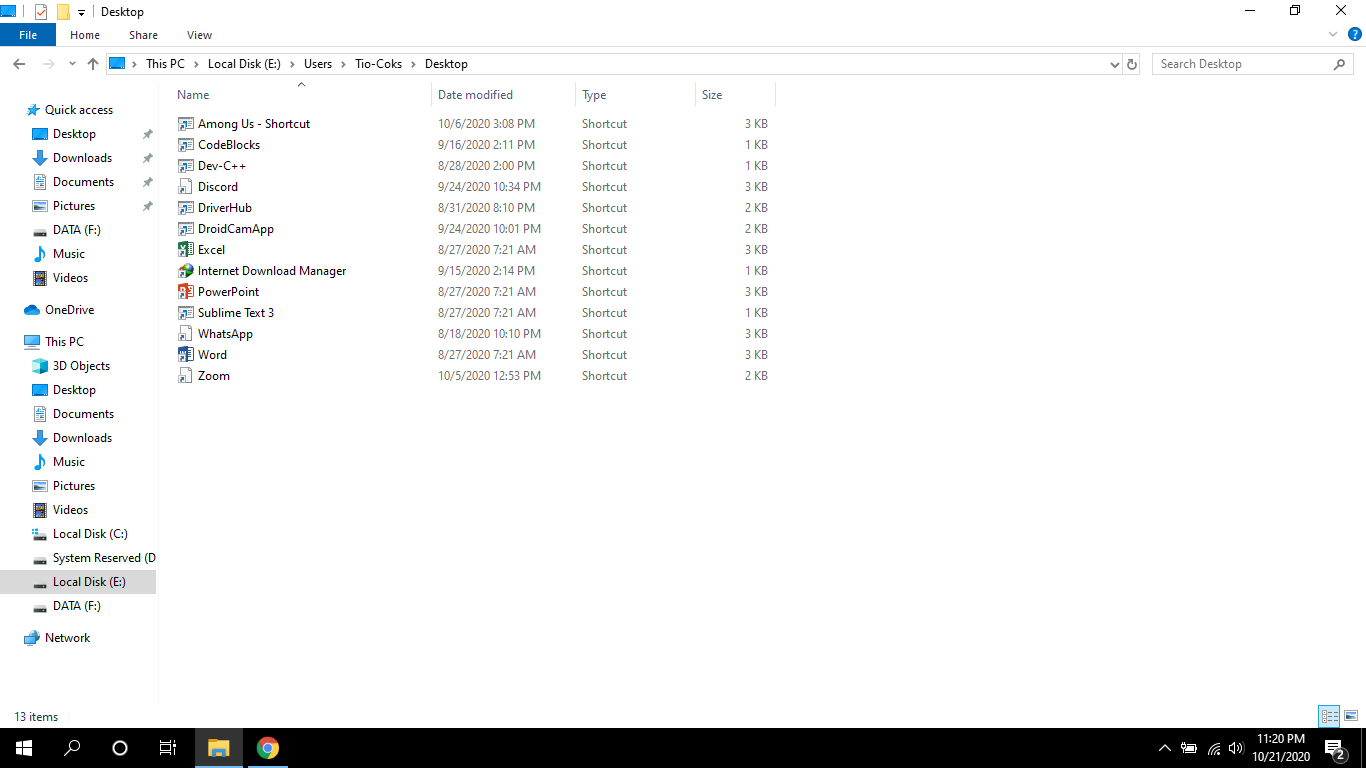 Desktop
File Home Share View
This PC Local Disk (E:) Users Tio-Coks Desktop Search Desktop
Name Date modified Type Size
Quick access
Desktop
Downloads
Documents
Pictures
DATA (F:)
Music
Videos
OneDrive
This PC
3D Objects
Desktop
Documents
Downloads
Music
Pictures
Videos
Local Disk (C:)
System Reserved (D
Local Disk (E:)
DATA (F:)
Network
Among Us - Shortcut 10/6/2020 3:08 PM Shortcut 3 KB
CodeBlocks 9/16/2020 2:11 PM Shortcut 1 KB
Dev-C++ 8/28/2020 2:00 PM Shortcut 1 KB
Discord 9/24/2020 10:34 PM Shortcut 3 KB
DriverHub 8/31/2020 8:10 PM Shortcut 2 KB
DroidCamApp 9/24/2020 10:01 PM Shortcut 2 KB
Excel 8/27/2020 7:21 AM Shortcut 3 KB
Internet Download Manager 9/15/2020 2:14 PM Shortcut 1 KB
PowerPoint 8/27/2020 7:21 AM Shortcut 3 KB
Sublime Text 3 8/27/2020 7:21 AM Shortcut 1 KB
WhatsApp 8/18/2020 10:10 PM Shortcut 3 KB
Word 8/27/2020 7:21 AM Shortcut 3 KB
Zoom 10/5/2020 12:53 PM Shortcut 2 KB
13 items
11:20 PM
10/21/2020
2